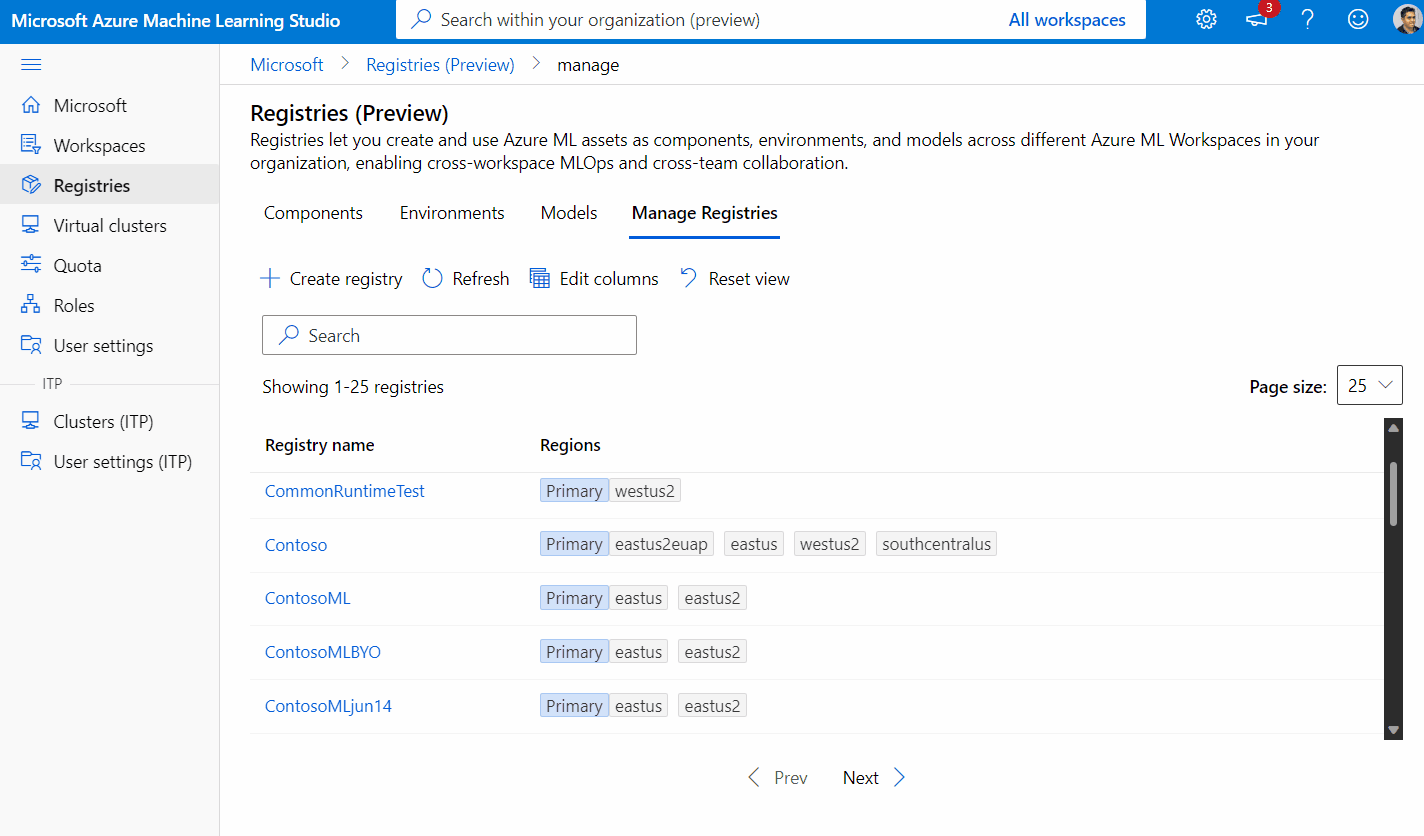 Microsoft Azure Machine Learning Studio
Search within your organization (preview)
All workspaces
3
Microsoft > Registries (Preview) > manage
Microsoft
Workspaces
Registries
Virtual clusters
Quota
Roles
User settings
ITP
Clusters (ITP)
User settings (ITP)
Registries (Preview)
Registries let you create and use Azure ML assets as components, environments, and models across different Azure ML Workspaces in your
organization, enabling cross-workspace MLOps and cross-team collaboration.
Components Environments Models Manage Registries
Create registry Refresh Edit columns Reset view
Search
Showing 1-25 registries
Page size: 25
Registry name Regions
CommonRuntimeTest Primary westus2
Contoso Primary eastus2euap eastus westus2 southcentralus
ContosoML Primary eastus eastus2
ContosoMLBYO Primary eastus eastus2
ContosoMLjun14 Primary eastus eastus2
Prev Next